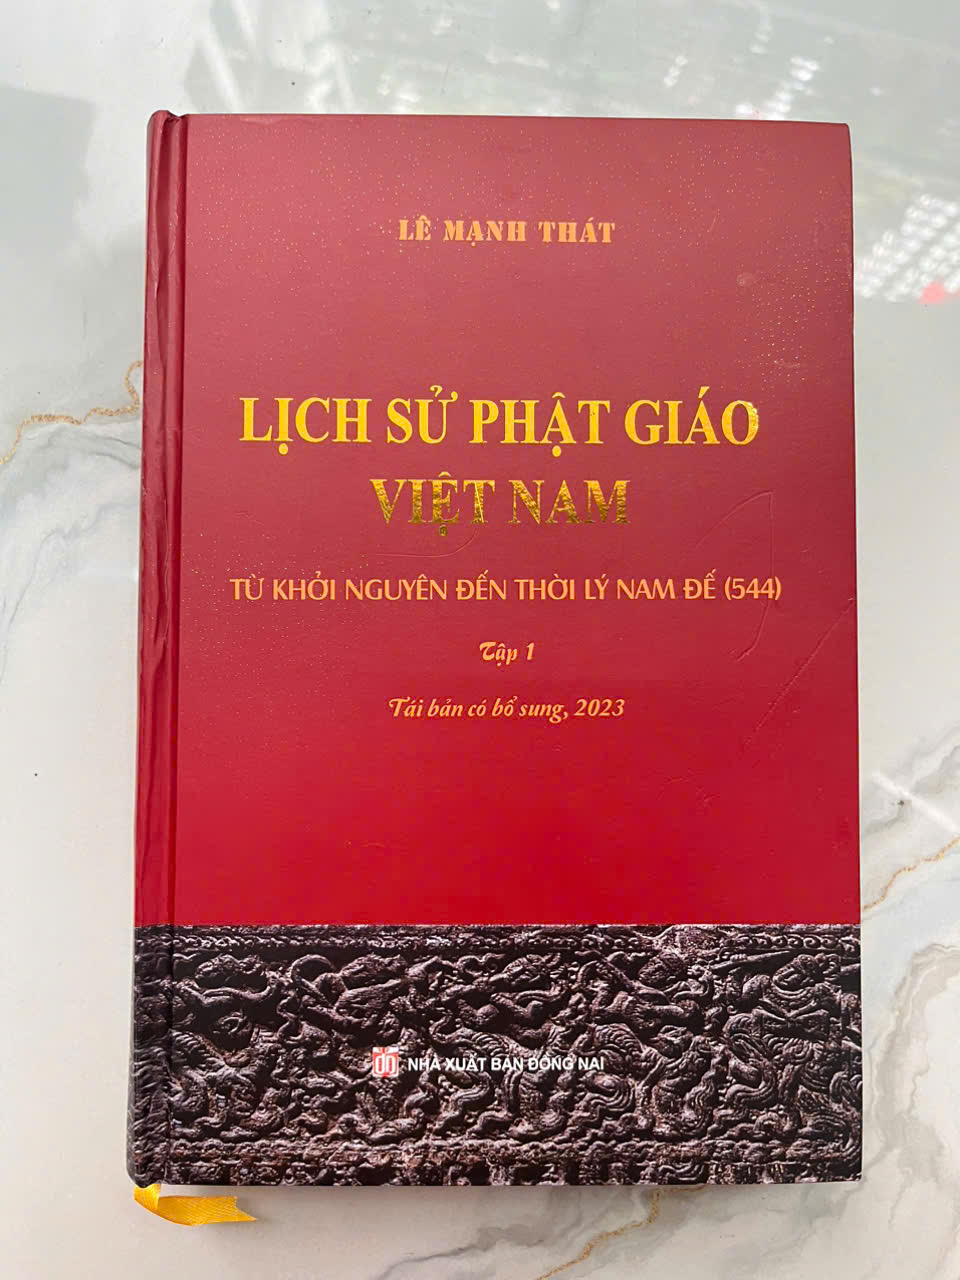 LÊ MẠNH THÁT
LỊCH SỬ PHẬT GIÁO
VIỆT NAM
TỪ KHỞI NGUYÊN ĐẾN THỜI LÝ NAM ĐẾ (544)
Tập 1
Tái bản có bổ sung, 2023
NHÀ XUẤT BẢN ĐỒNG NAI